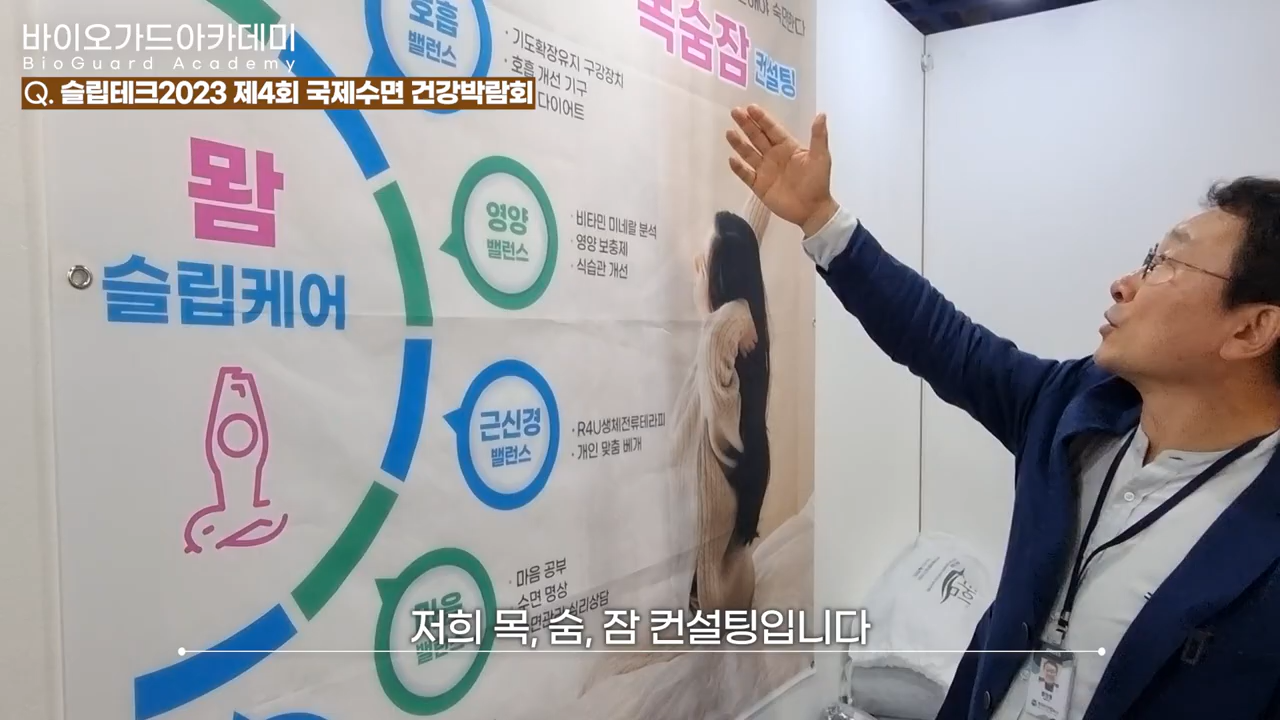 바이오가드아카데미
BioGuard Academy
Q. 슬립테크2023 제4회 국제수면 건강박람회
목숨잠 컨설팅
호흡
밸런스
· 기도확장유지 구강장치
· 호흡 개선 기구
다이어트
뫔
슬립케어
영양
밸런스
· 비타민 미네랄 분석
· 영양 보충제
· 식습관 개선
근신경
밸런스
· R4U생체전류테라피
· 개인 맞춤 베개
마음
밸런스
· 마음 공부
수면 명상
심리상담
저희 목, 숨, 잠 컨설팅입니다